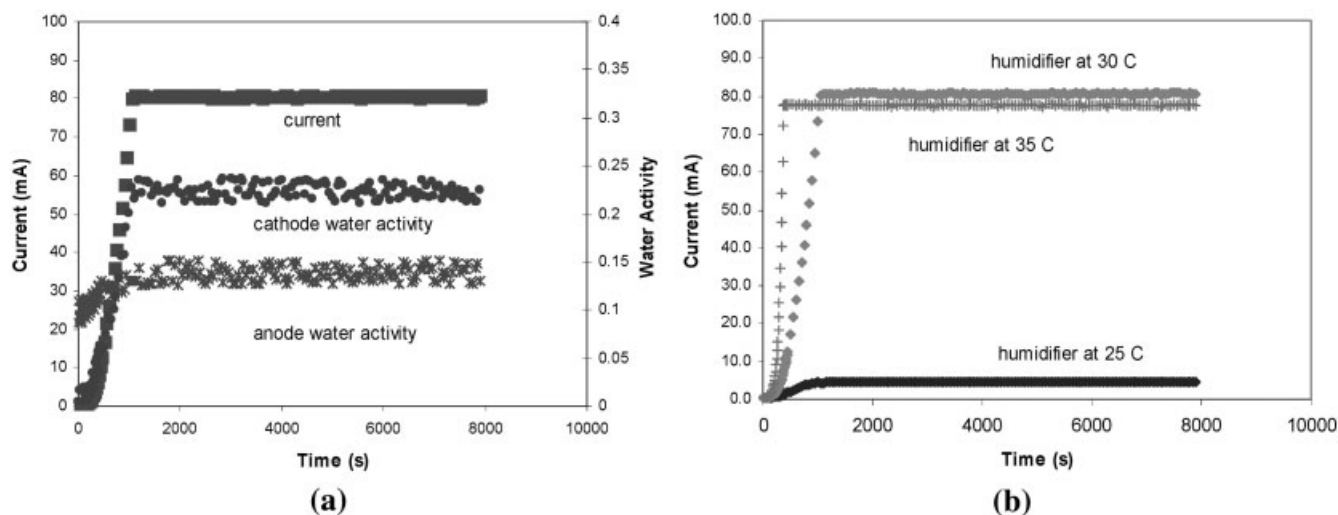 100
90
80
70
60
50
40
30
20
10
0
Current (mA)
0.4
0.35
0.3
0.25
0.2
0.15
0.1
0.05
0
Water Activity
current
cathode water activity
anode water activity
0 2000 4000 6000 8000 10000
Time (s)
(a)
100.0
90.0
80.0
70.0
60.0
50.0
40.0
30.0
20.0
10.0
0.0
Current (mA)
humidifier at 30 C
humidifier at 35 C
humidifier at 25 C
0 2000 4000 6000 8000 10000
Time (s)
(b)